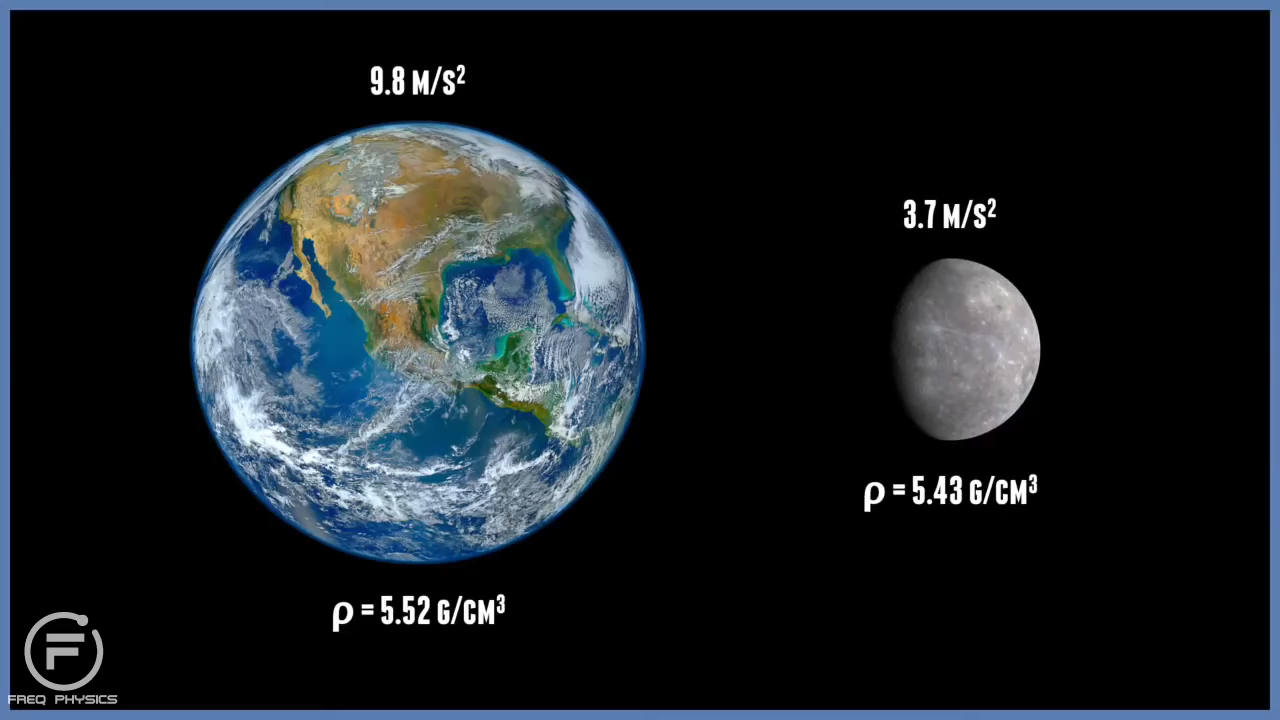 9.8 M/S²
3.7 M/S²
ρ = 5.43 G/CM³
ρ = 5.52 G/CM³
F
FREQ PHYSICS